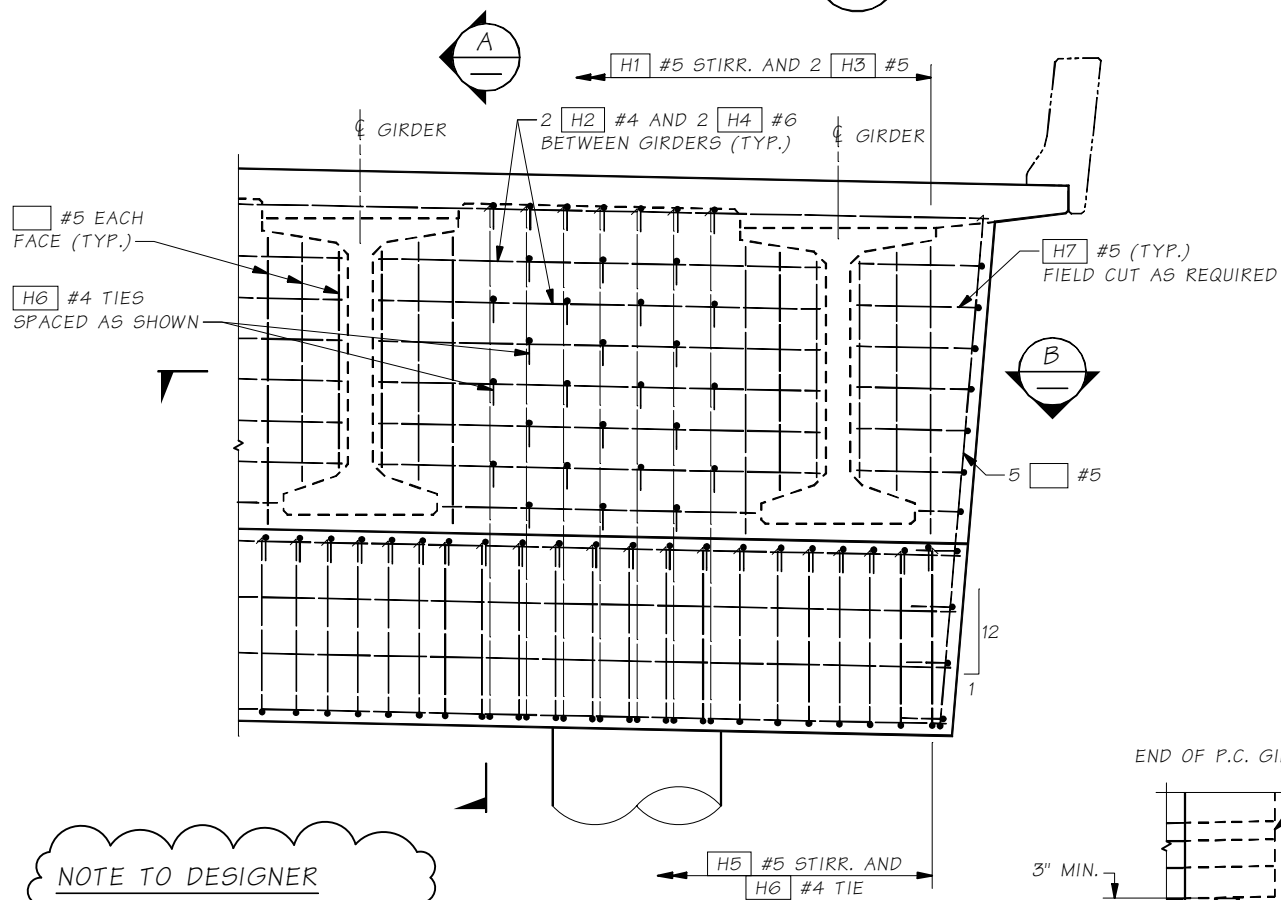 A
H1 #5 STIRR. AND 2 H3 #5
℄ GIRDER
2 H2 #4 AND 2 H4 #6
BETWEEN GIRDERS (TYP.)
℄ GIRDER
#5 EACH
FACE (TYP.)
H7 #5 (TYP.)
FIELD CUT AS REQUIRED
H6 #4 TIES
SPACED AS SHOWN
B
5 #5
12
1
END OF P.C. GI
NOTE TO DESIGNER
H5 #5 STIRR. AND
H6 #4 TIE
3" MIN.